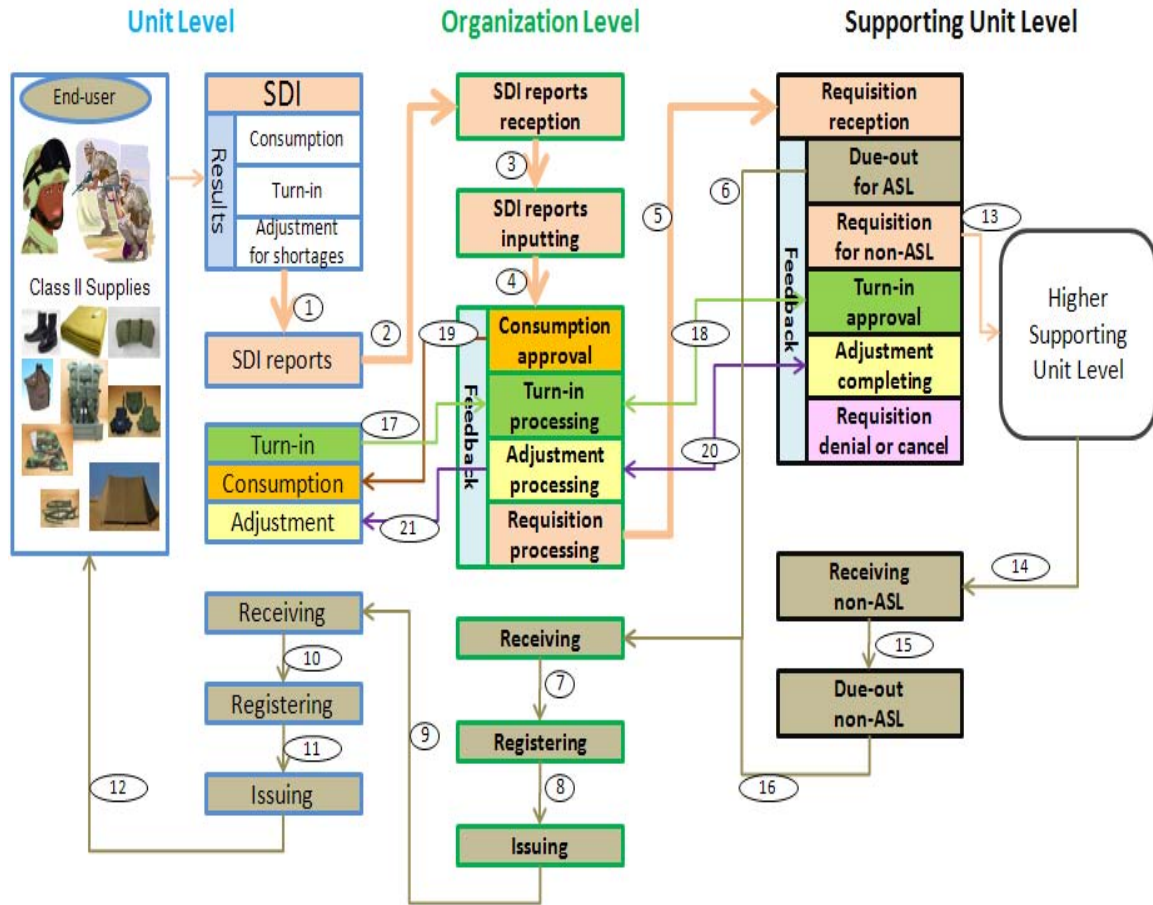 Unit Level
Organization Level
Supporting Unit Level
End-user
Class II Supplies
SDI
Results
Consumption
Turn-in
Adjustment
for shortages
1
SDI reports
2
Turn-in
Consumption
Adjustment
17
19
21
Receiving
10
Registering
11
Issuing
12
9
SDI reports
reception
3
SDI reports
inputting
4
Feedback
Consumption
approval
Turn-in
processing
Adjustment
processing
Requisition
processing
5
6
18
20
Receiving
7
Registering
8
Issuing
Requisition
reception
Feedback
Due-out
for ASL
Requisition
for non-ASL
Turn-in
approval
Adjustment
completing
Requisition
denial or cancel
13
Higher
Supporting
Unit Level
14
Receiving
non-ASL
15
Due-out
non-ASL
16